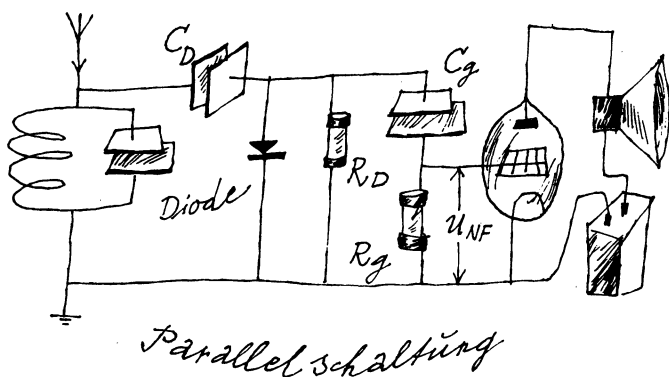 C_D
C_g
Diode
R_D
R_g
u_NF
Parallelschaltung